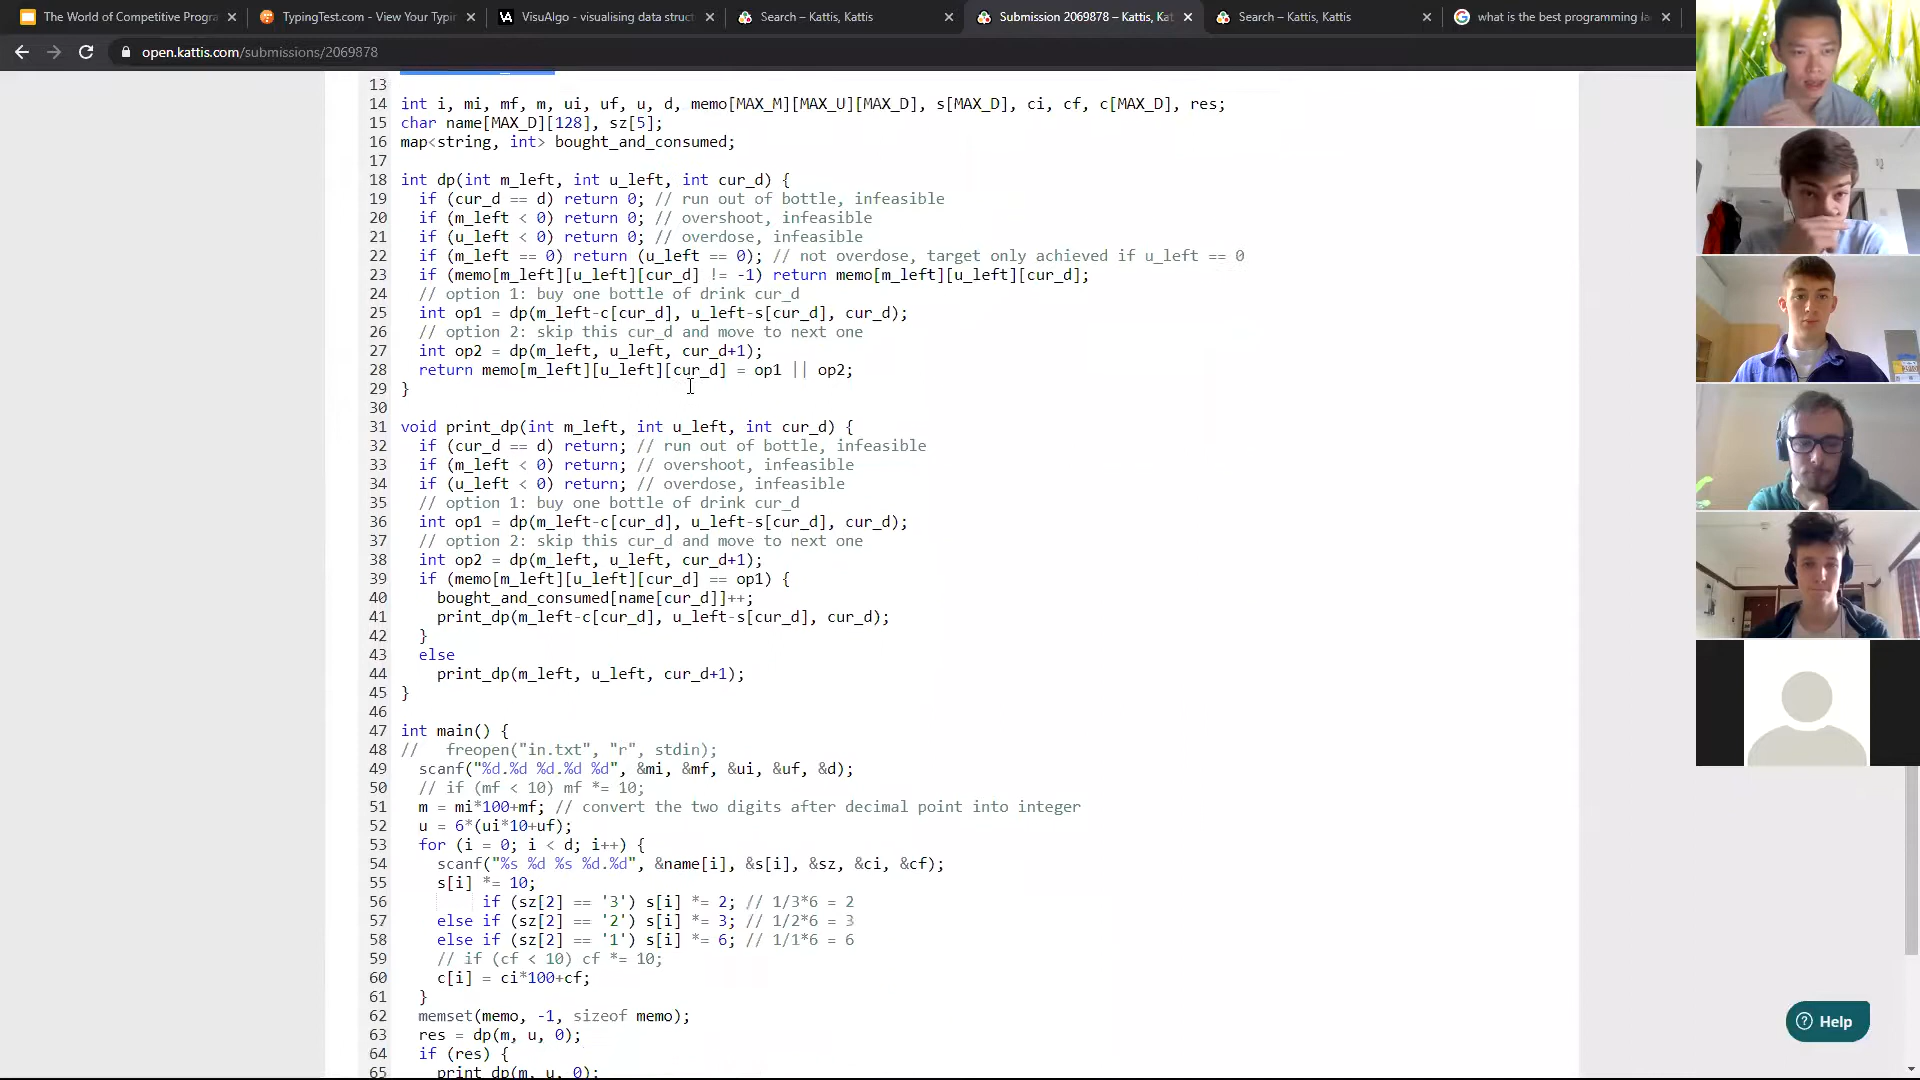 The World of Competitive Progra
TypingTest.com - View Your Typin
VisuAlgo - visualising data struct
Search – Kattis, Kattis
Submission 2069878 – Kattis, Kat
Search – Kattis, Kattis
what is the best programming la
open.kattis.com/submissions/2069878
13
14 int i, mi, mf, m, ui, uf, u, d, memo[MAX_M][MAX_U][MAX_D], s[MAX_D], ci, cf, c[MAX_D], res;
15 char name[MAX_D][128], sz[5];
16 map<string, int> bought_and_consumed;
17
18 int dp(int m_left, int u_left, int cur_d) {
19 if (cur_d == d) return 0; // run out of bottle, infeasible
20 if (m_left < 0) return 0; // overshoot, infeasible
21 if (u_left < 0) return 0; // overdose, infeasible
22 if (m_left == 0) return (u_left == 0); // not overdose, target only achieved if u_left == 0
23 if (memo[m_left][u_left][cur_d] != -1) return memo[m_left][u_left][cur_d];
24 // option 1: buy one bottle of drink cur_d
25 int op1 = dp(m_left-c[cur_d], u_left-s[cur_d], cur_d);
26 // option 2: skip this cur_d and move to next one
27 int op2 = dp(m_left, u_left, cur_d+1);
28 return memo[m_left][u_left][cur_d] = op1 || op2;
29 }
30
31 void print_dp(int m_left, int u_left, int cur_d) {
32 if (cur_d == d) return; // run out of bottle, infeasible
33 if (m_left < 0) return; // overshoot, infeasible
34 if (u_left < 0) return; // overdose, infeasible
35 // option 1: buy one bottle of drink cur_d
36 int op1 = dp(m_left-c[cur_d], u_left-s[cur_d], cur_d);
37 // option 2: skip this cur_d and move to next one
38 int op2 = dp(m_left, u_left, cur_d+1);
39 if (memo[m_left][u_left][cur_d] == op1) {
40 bought_and_consumed[name[cur_d]]++;
41 print_dp(m_left-c[cur_d], u_left-s[cur_d], cur_d);
42 }
43 else
44 print_dp(m_left, u_left, cur_d+1);
45 }
46
47 int main() {
48 // freopen("in.txt", "r", stdin);
49 scanf("%d.%d %d.%d %d", &mi, &mf, &ui, &uf, &d);
50 // if (mf < 10) mf *= 10;
51 m = mi*100+mf; // convert the two digits after decimal point into integer
52 u = 6*(ui*10+uf);
53 for (i = 0; i < d; i++) {
54 scanf("%s %d %s %d.%d", &name[i], &s[i], &sz, &ci, &cf);
55 s[i] *= 10;
56 if (sz[2] == '3') s[i] *= 2; // 1/3*6 = 2
57 else if (sz[2] == '2') s[i] *= 3; // 1/2*6 = 3
58 else if (sz[2] == '1') s[i] *= 6; // 1/1*6 = 6
59 // if (cf < 10) cf *= 10;
60 c[i] = ci*100+cf;
61 }
62 memset(memo, -1, sizeof memo);
63 res = dp(m, u, 0);
64 if (res) {
65 print_dp(m, u, 0);
Help